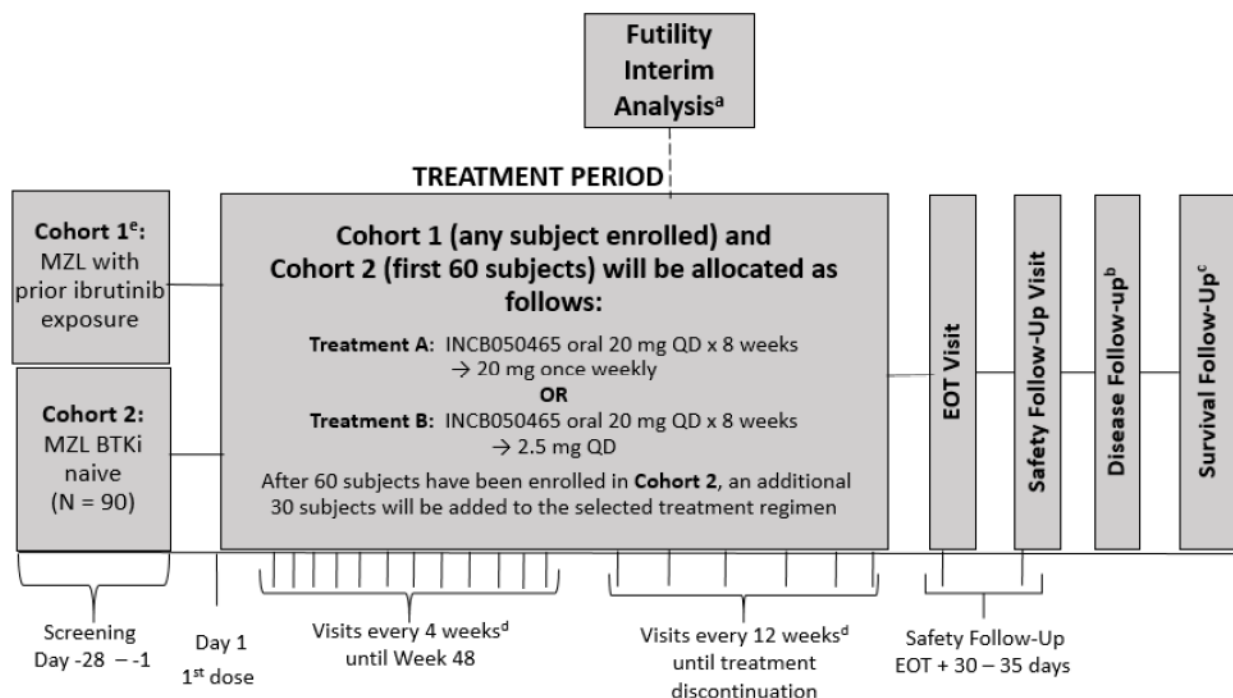 Futility
Interim
Analysisᵃ
TREATMENT PERIOD
Cohort 1ᵉ:
MZL with
prior ibrutinib
exposure
Cohort 2:
MZL BTKi
naive
(N = 90)
Cohort 1 (any subject enrolled) and
Cohort 2 (first 60 subjects) will be allocated as
follows:
Treatment A: INCB050465 oral 20 mg QD x 8 weeks
→ 20 mg once weekly
OR
Treatment B: INCB050465 oral 20 mg QD x 8 weeks
→ 2.5 mg QD
After 60 subjects have been enrolled in Cohort 2, an additional
30 subjects will be added to the selected treatment regimen
EOT Visit
Safety Follow-Up Visit
Disease Follow-upᵇ
Survival Follow-Upᶜ
Screening
Day -28 – -1
Day 1
1ˢᵗ dose
Visits every 4 weeksᵈ
until Week 48
Visits every 12 weeksᵈ
until treatment
discontinuation
Safety Follow-Up
EOT + 30 – 35 days